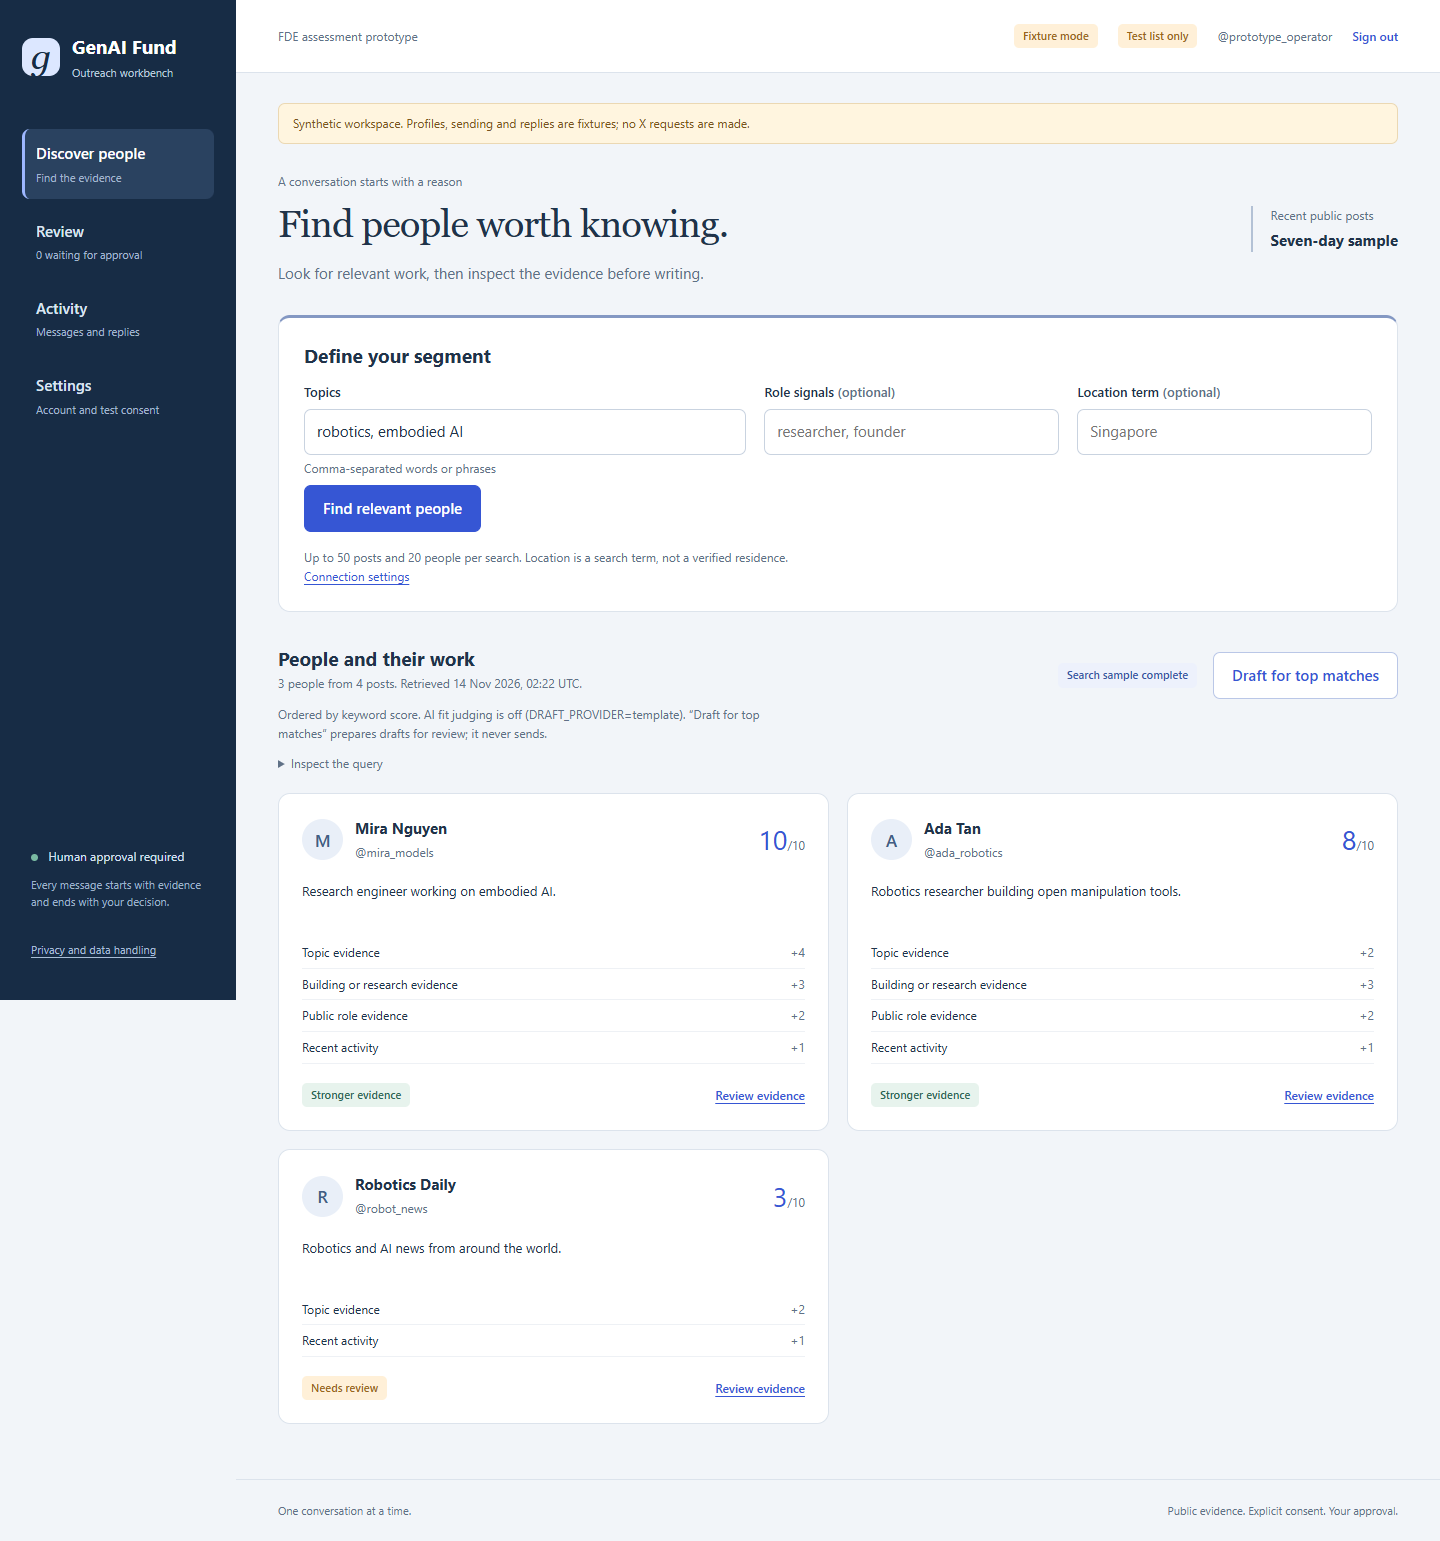 g
GenAI Fund
Outreach workbench
Discover people
Find the evidence
Review
0 waiting for approval
Activity
Messages and replies
Settings
Account and test consent
Human approval required
Every message starts with evidence
and ends with your decision.
Privacy and data handling
FDE assessment prototype
Fixture mode
Test list only
@prototype_operator
Sign out
Synthetic workspace. Profiles, sending and replies are fixtures; no X requests are made.
A conversation starts with a reason
Find people worth knowing.
Look for relevant work, then inspect the evidence before writing.
Recent public posts
Seven-day sample
Define your segment
Topics
robotics, embodied AI
Comma-separated words or phrases
Role signals (optional)
researcher, founder
Location term (optional)
Singapore
Find relevant people
Up to 50 posts and 20 people per search. Location is a search term, not a verified residence.
Connection settings
People and their work
3 people from 4 posts. Retrieved 14 Nov 2026, 02:22 UTC.
Ordered by keyword score. AI fit judging is off (DRAFT_PROVIDER=template). “Draft for top
matches” prepares drafts for review; it never sends.
Search sample complete
Draft for top matches
Inspect the query
M
Mira Nguyen
@mira_models
10/10
Research engineer working on embodied AI.
Topic evidence +4
Building or research evidence +3
Public role evidence +2
Recent activity +1
Stronger evidence
Review evidence
A
Ada Tan
@ada_robotics
8/10
Robotics researcher building open manipulation tools.
Topic evidence +2
Building or research evidence +3
Public role evidence +2
Recent activity +1
Stronger evidence
Review evidence
R
Robotics Daily
@robot_news
3/10
Robotics and AI news from around the world.
Topic evidence +2
Recent activity +1
Needs review
Review evidence
One conversation at a time.
Public evidence. Explicit consent. Your approval.